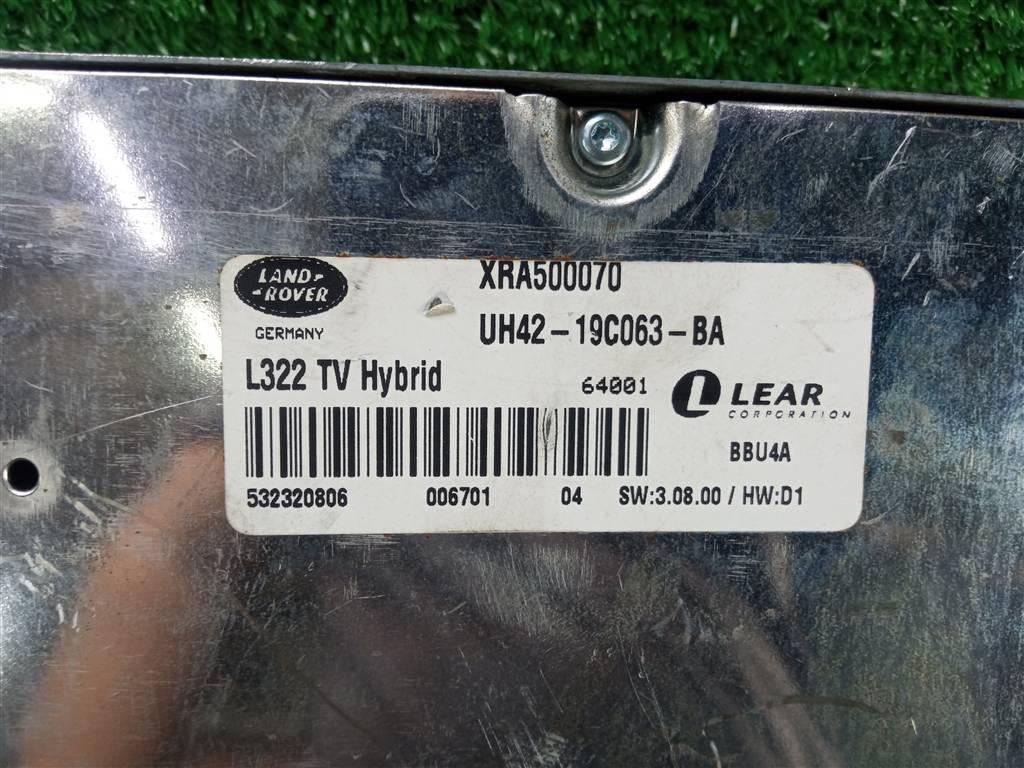 LAND-
-ROVER
GERMANY
XRA500070
UH42-19C063-BA
L322 TV Hybrid
64001
LEAR
CORPORATION
BBU4A
532320806 006701 04 SW:3.08.00 / HW:D1